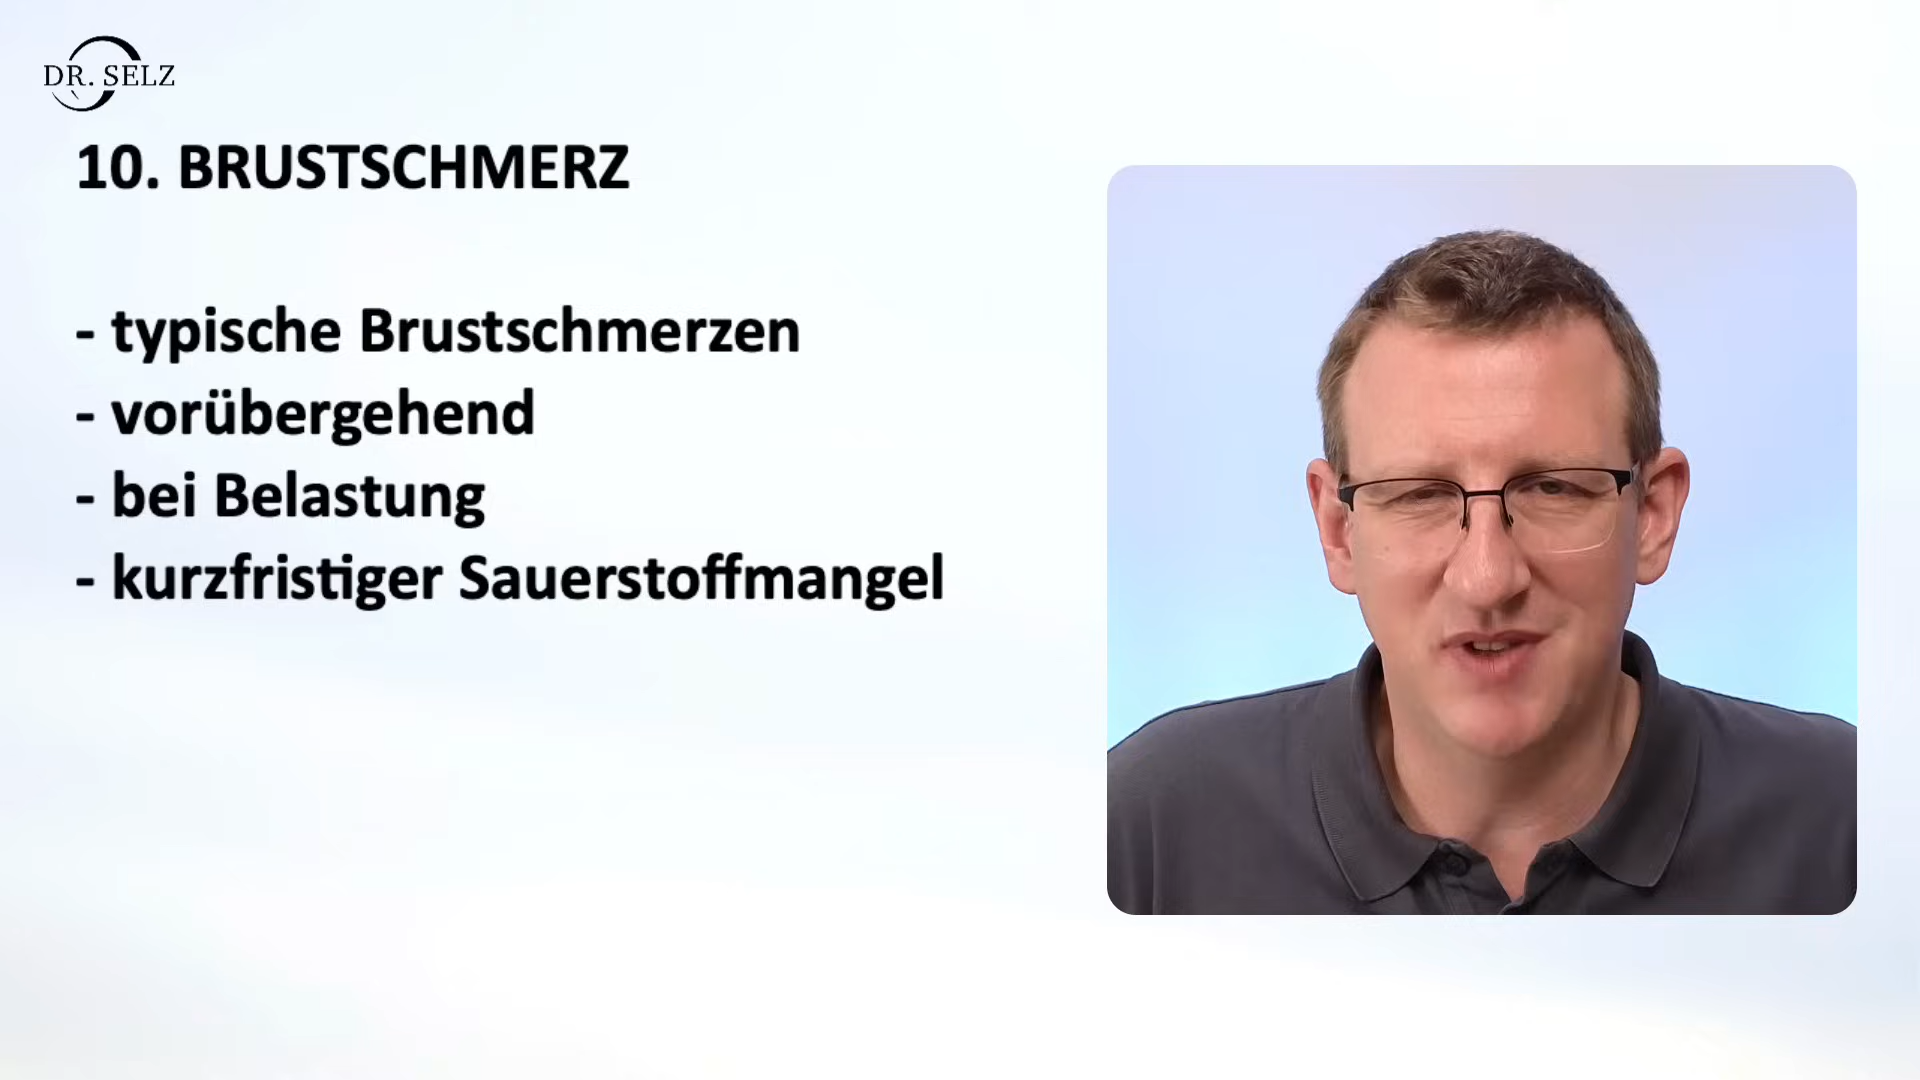 DR. SELZ
10. BRUSTSCHMERZ
- typische Brustschmerzen
- vorübergehend
- bei Belastung
- kurzfristiger Sauerstoffmangel